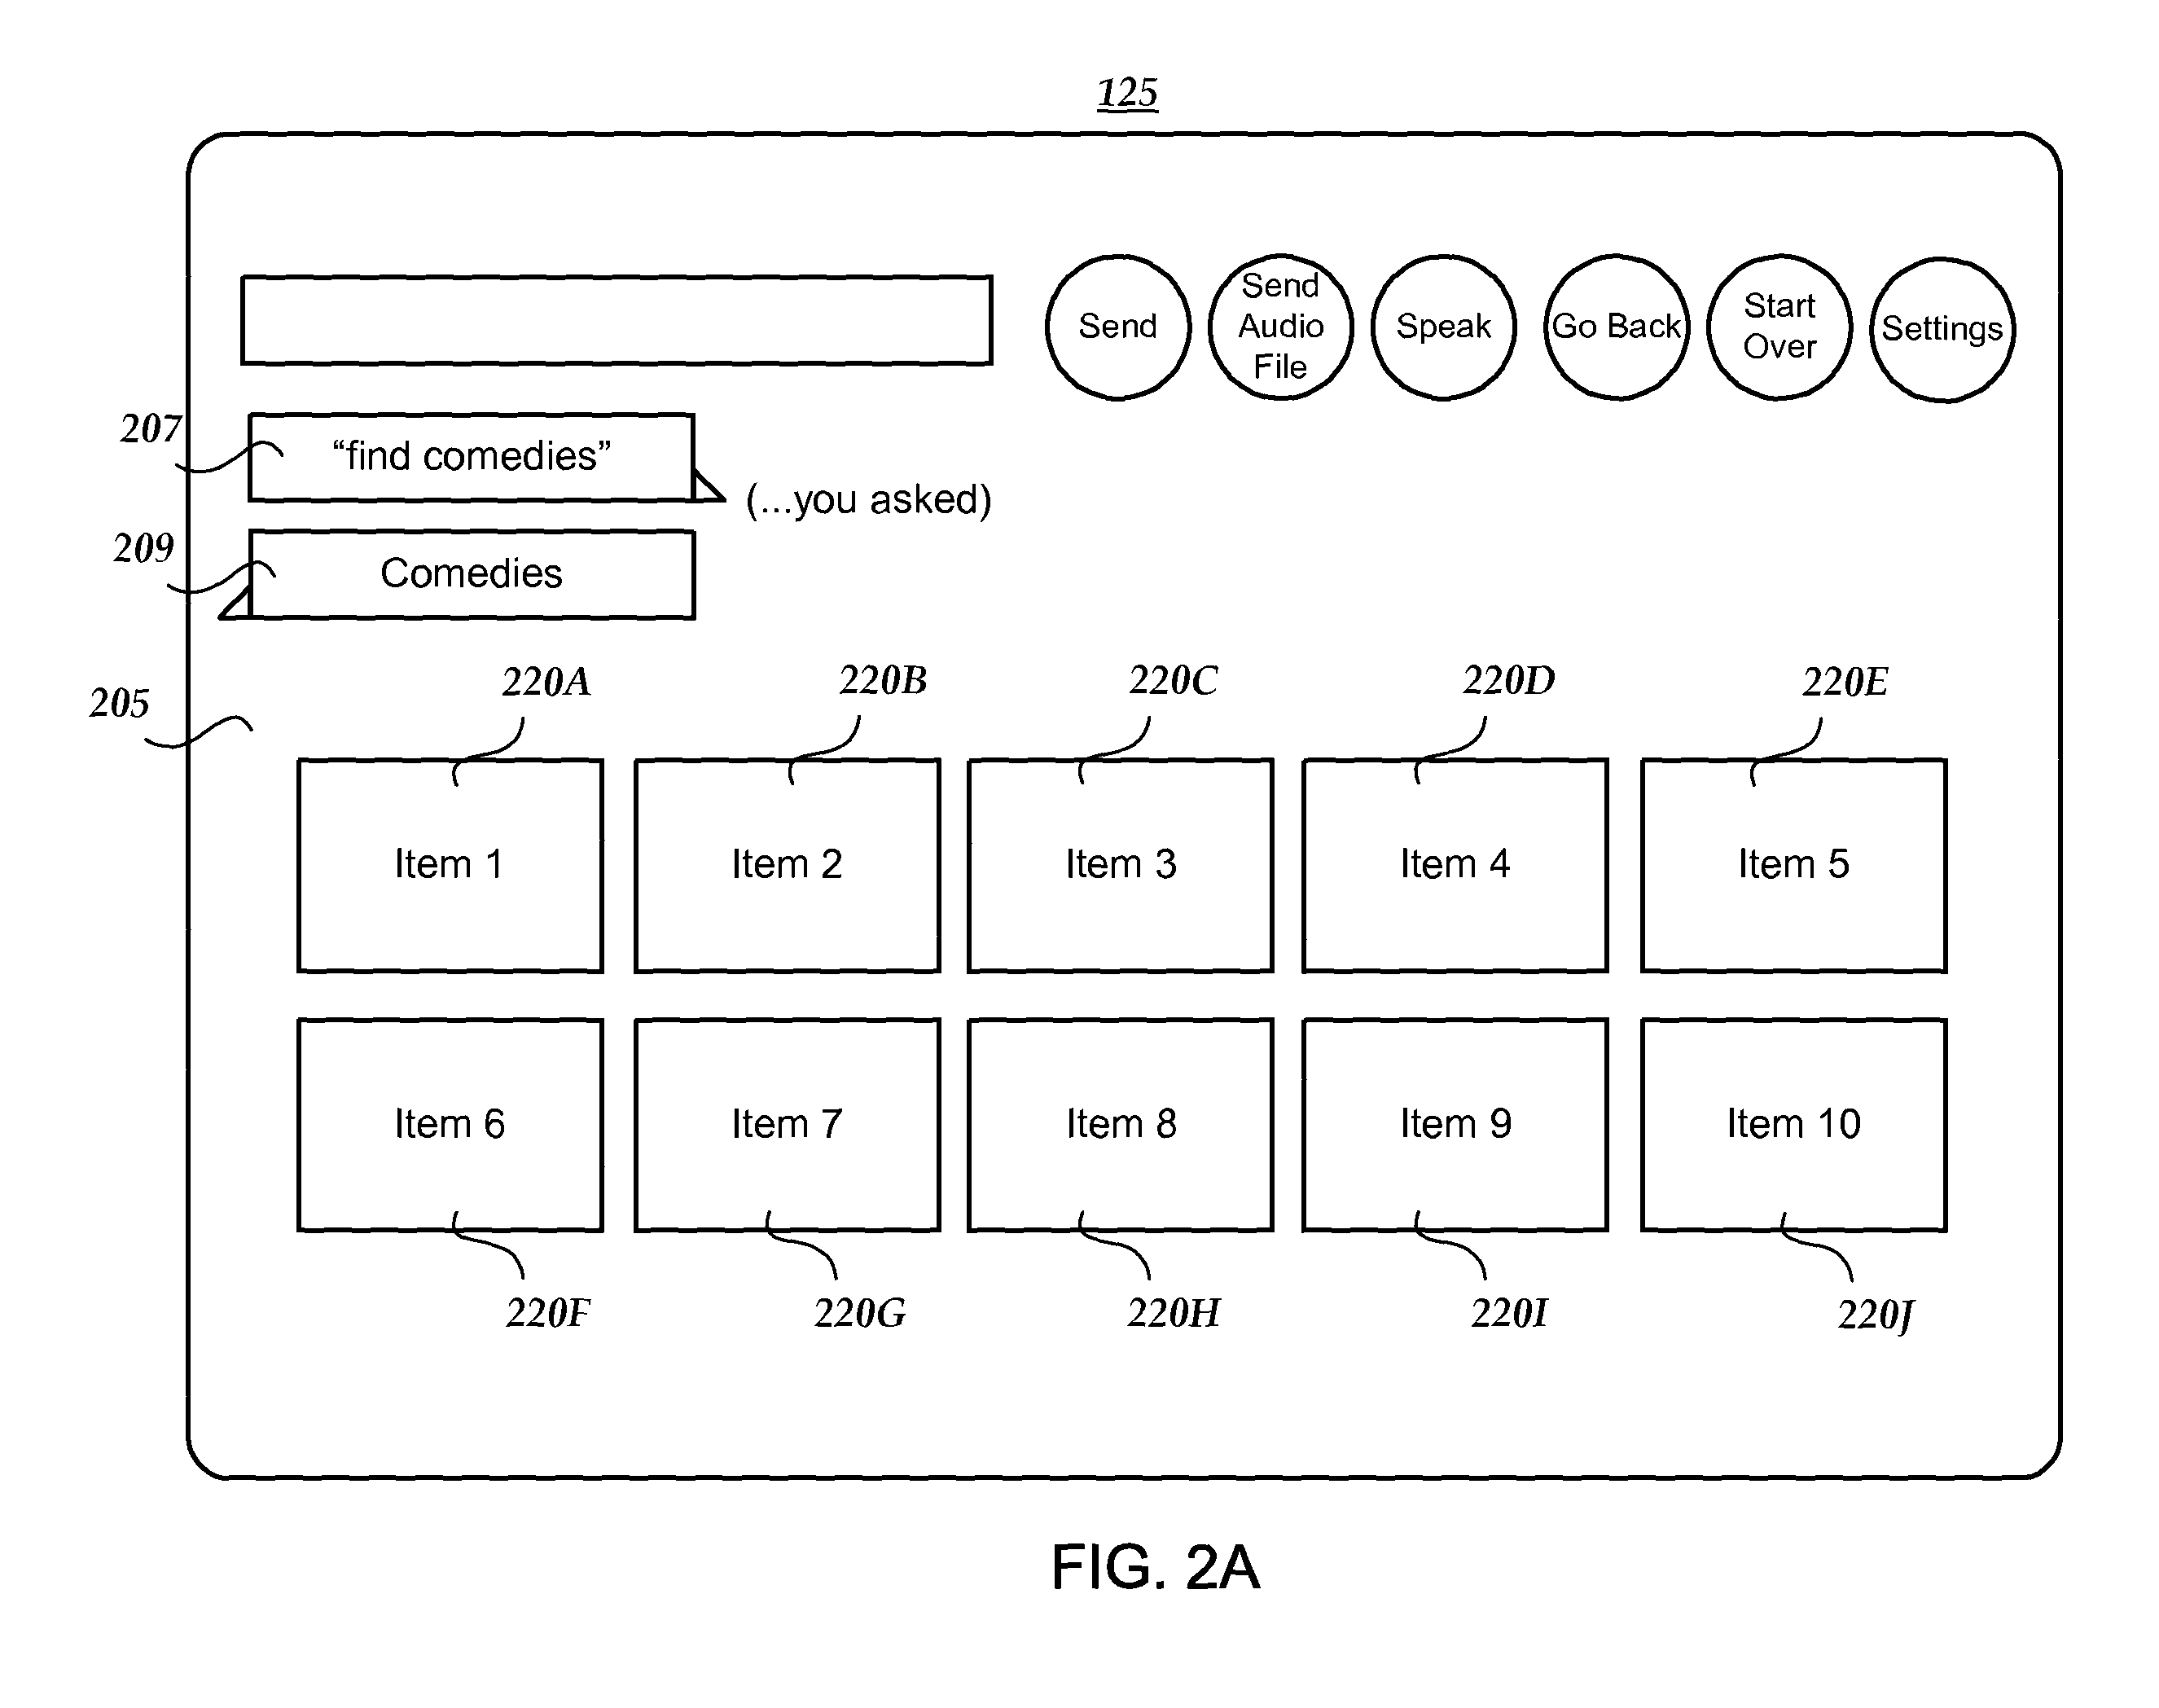 125
Send
Send
Audio
File
Speak
Go Back
Start
Over
Settings
207
“find comedies”
(...you asked)
209
Comedies
205
220A
220B
220C
220D
220E
Item 1
Item 2
Item 3
Item 4
Item 5
Item 6
Item 7
Item 8
Item 9
Item 10
220F
220G
220H
220I
220J
FIG. 2A